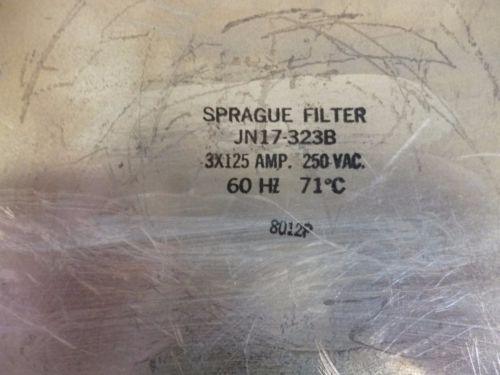 SPRAGUE FILTER
JN17-323B
3X125 AMP. 250 VAC.
60 HZ 71°C
8012P